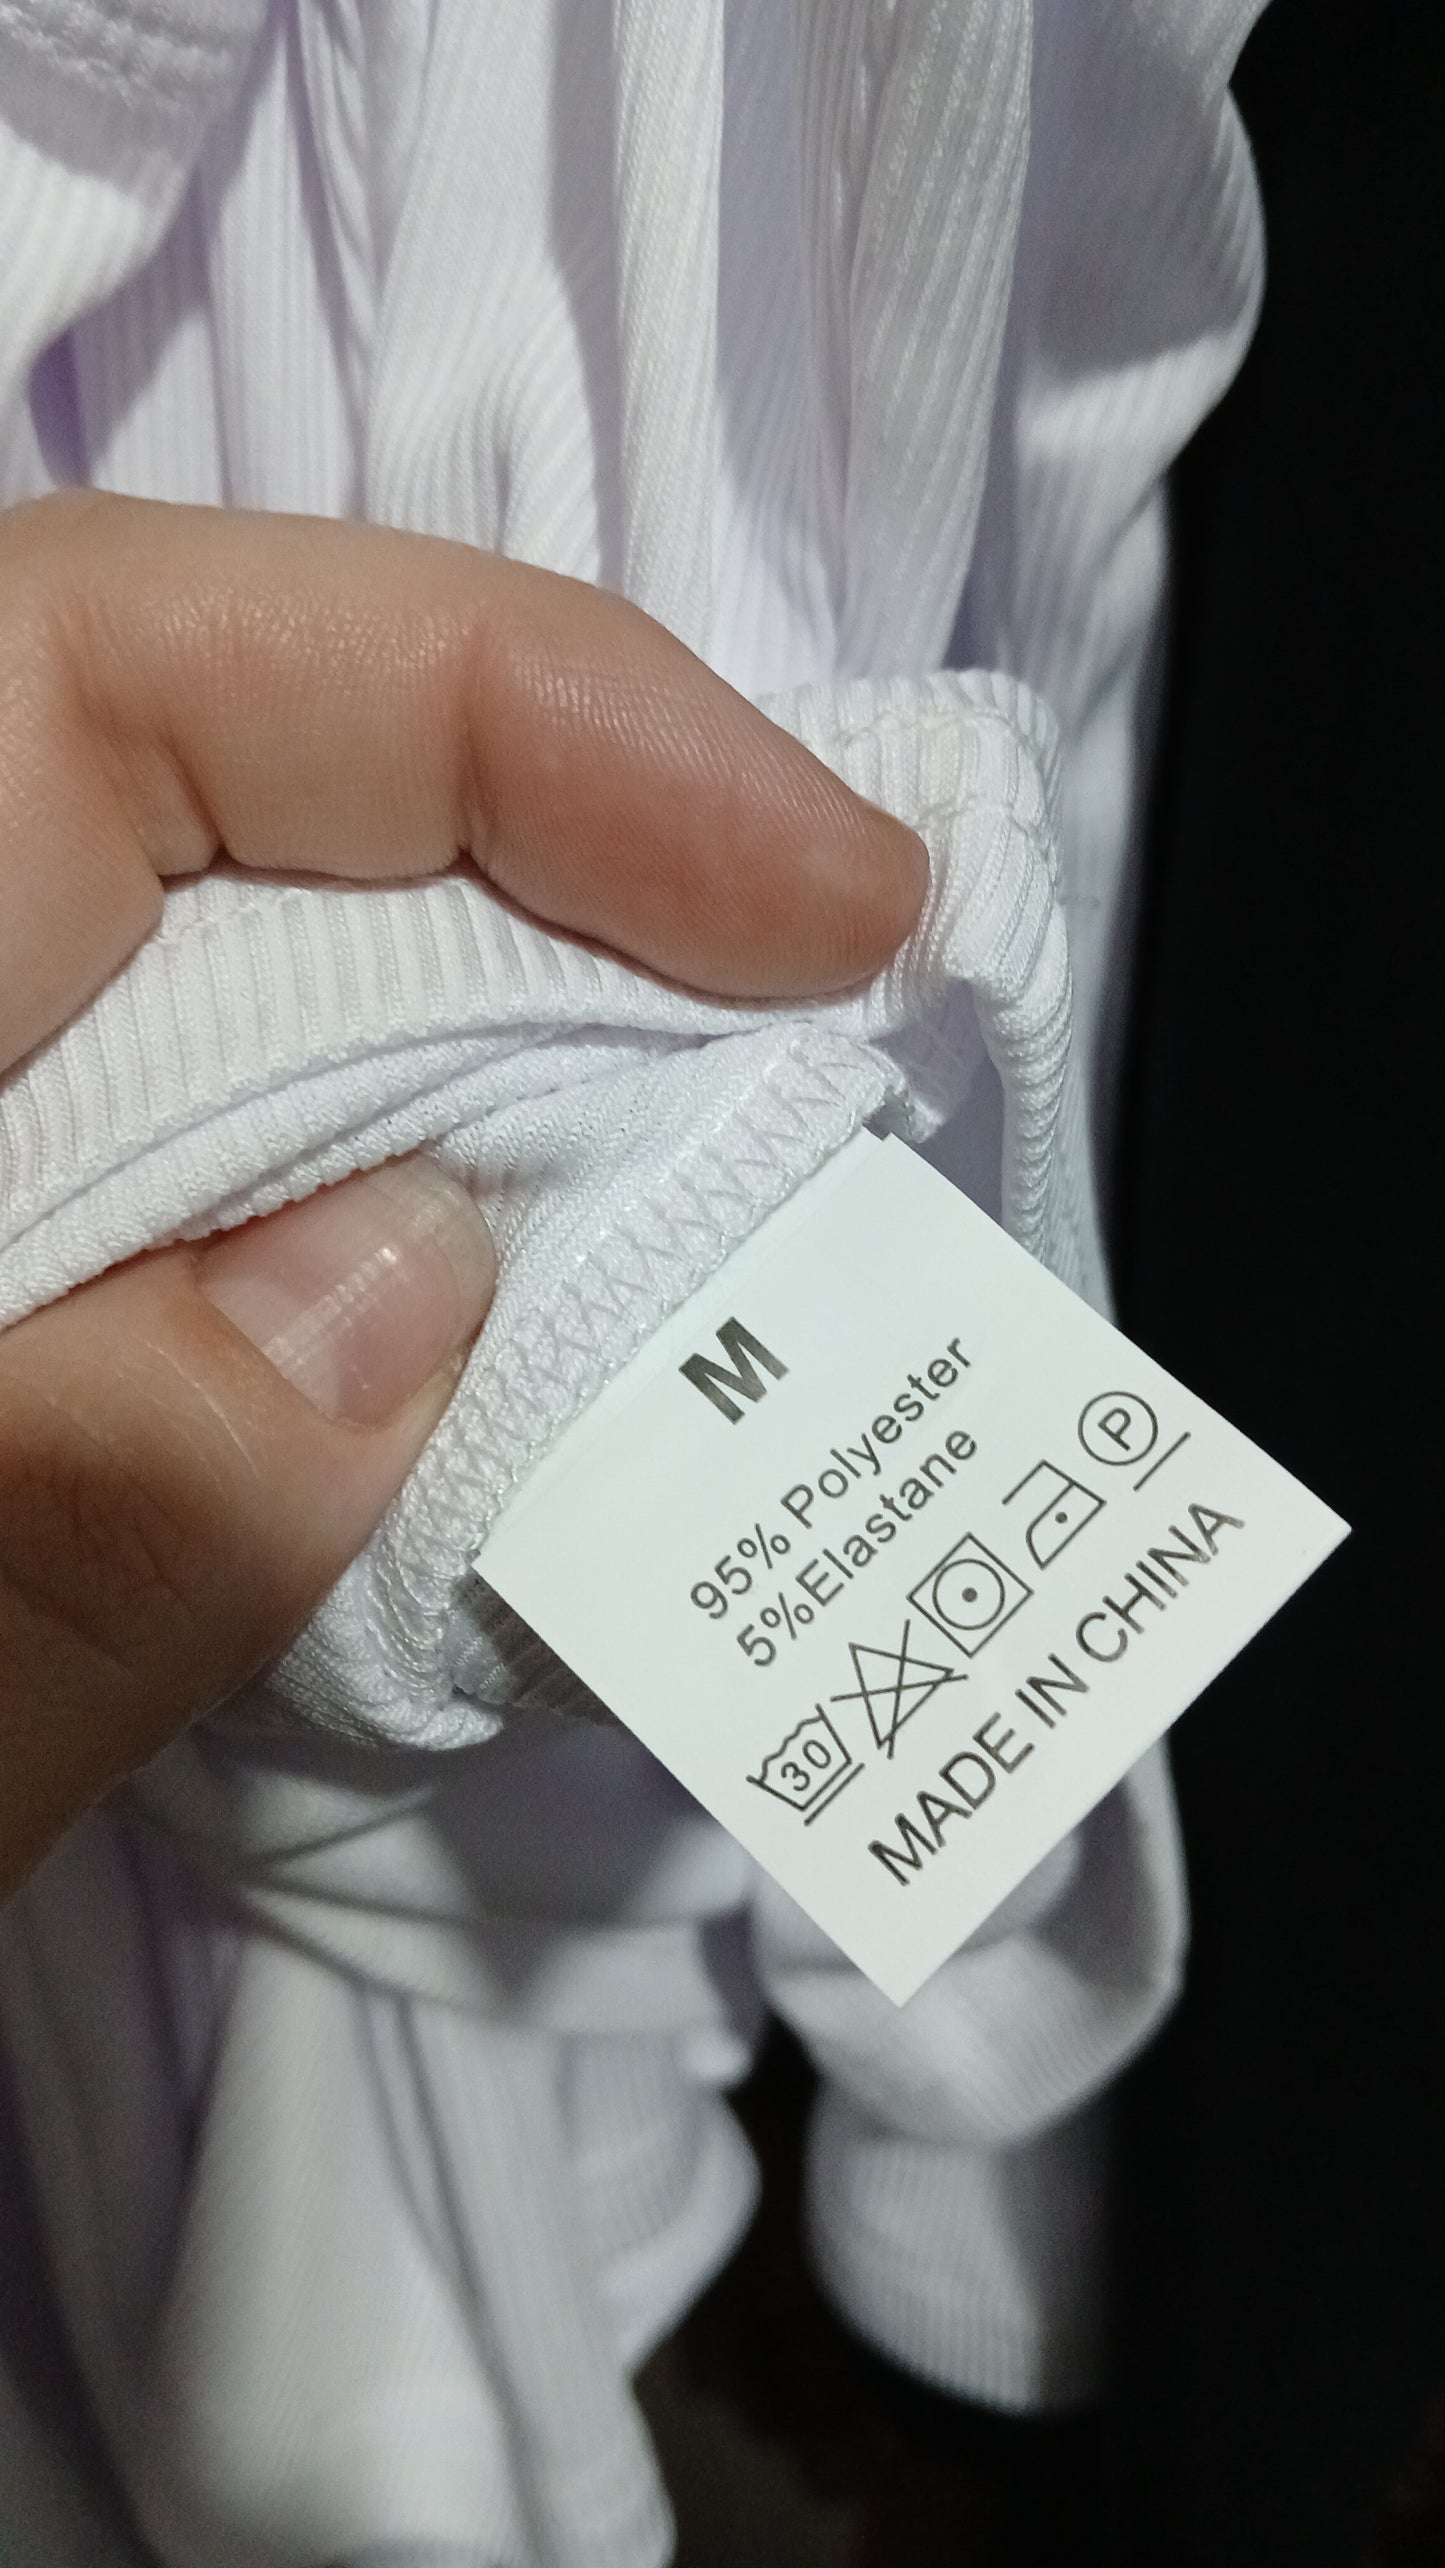 M
95% Polyester
5%Elastane
30 P
MADE IN CHINA